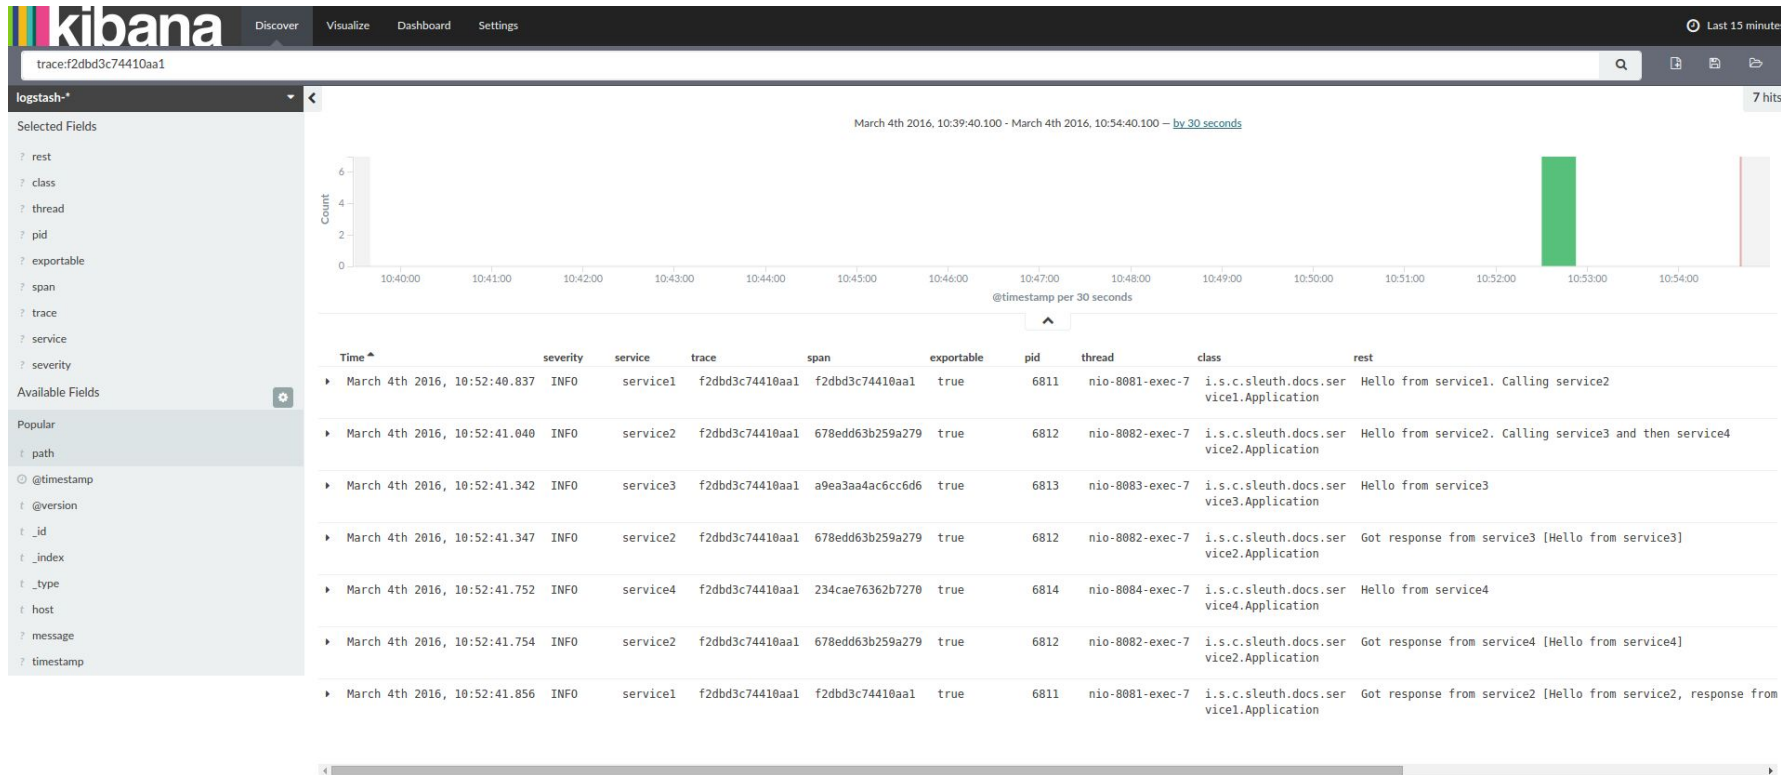 kibana Discover Visualize Dashboard Settings Last 15 minutes
trace:f2dbd3c74410aa1
logstash-*
7 hits
Selected Fields
? rest
? class
? thread
? pid
? exportable
? span
? trace
? service
? severity
Available Fields
Popular
t path
@timestamp
t @version
t _id
t _index
t _type
t host
? message
? timestamp
March 4th 2016, 10:39:40.100 - March 4th 2016, 10:54:40.100 — by 30 seconds
Count
6
4
2
0
10:40:00 10:41:00 10:42:00 10:43:00 10:44:00 10:45:00 10:46:00 10:47:00 10:48:00 10:49:00 10:50:00 10:51:00 10:52:00 10:53:00 10:54:00
@timestamp per 30 seconds
Time severity service trace span exportable pid thread class rest
March 4th 2016, 10:52:40.837 INFO service1 f2dbd3c74410aa1 f2dbd3c74410aa1 true 6811 nio-8081-exec-7 i.s.c.sleuth.docs.ser Hello from service1. Calling service2
vice1.Application
March 4th 2016, 10:52:41.040 INFO service2 f2dbd3c74410aa1 678edd63b259a279 true 6812 nio-8082-exec-7 i.s.c.sleuth.docs.ser Hello from service2. Calling service3 and then service4
vice2.Application
March 4th 2016, 10:52:41.342 INFO service3 f2dbd3c74410aa1 a9ea3aa4ac6cc6d6 true 6813 nio-8083-exec-7 i.s.c.sleuth.docs.ser Hello from service3
vice3.Application
March 4th 2016, 10:52:41.347 INFO service2 f2dbd3c74410aa1 678edd63b259a279 true 6812 nio-8082-exec-7 i.s.c.sleuth.docs.ser Got response from service3 [Hello from service3]
vice2.Application
March 4th 2016, 10:52:41.752 INFO service4 f2dbd3c74410aa1 234cae76362b7270 true 6814 nio-8084-exec-7 i.s.c.sleuth.docs.ser Hello from service4
vice4.Application
March 4th 2016, 10:52:41.754 INFO service2 f2dbd3c74410aa1 678edd63b259a279 true 6812 nio-8082-exec-7 i.s.c.sleuth.docs.ser Got response from service4 [Hello from service4]
vice2.Application
March 4th 2016, 10:52:41.856 INFO service1 f2dbd3c74410aa1 f2dbd3c74410aa1 true 6811 nio-8081-exec-7 i.s.c.sleuth.docs.ser Got response from service2 [Hello from service2, response from
vice1.Application